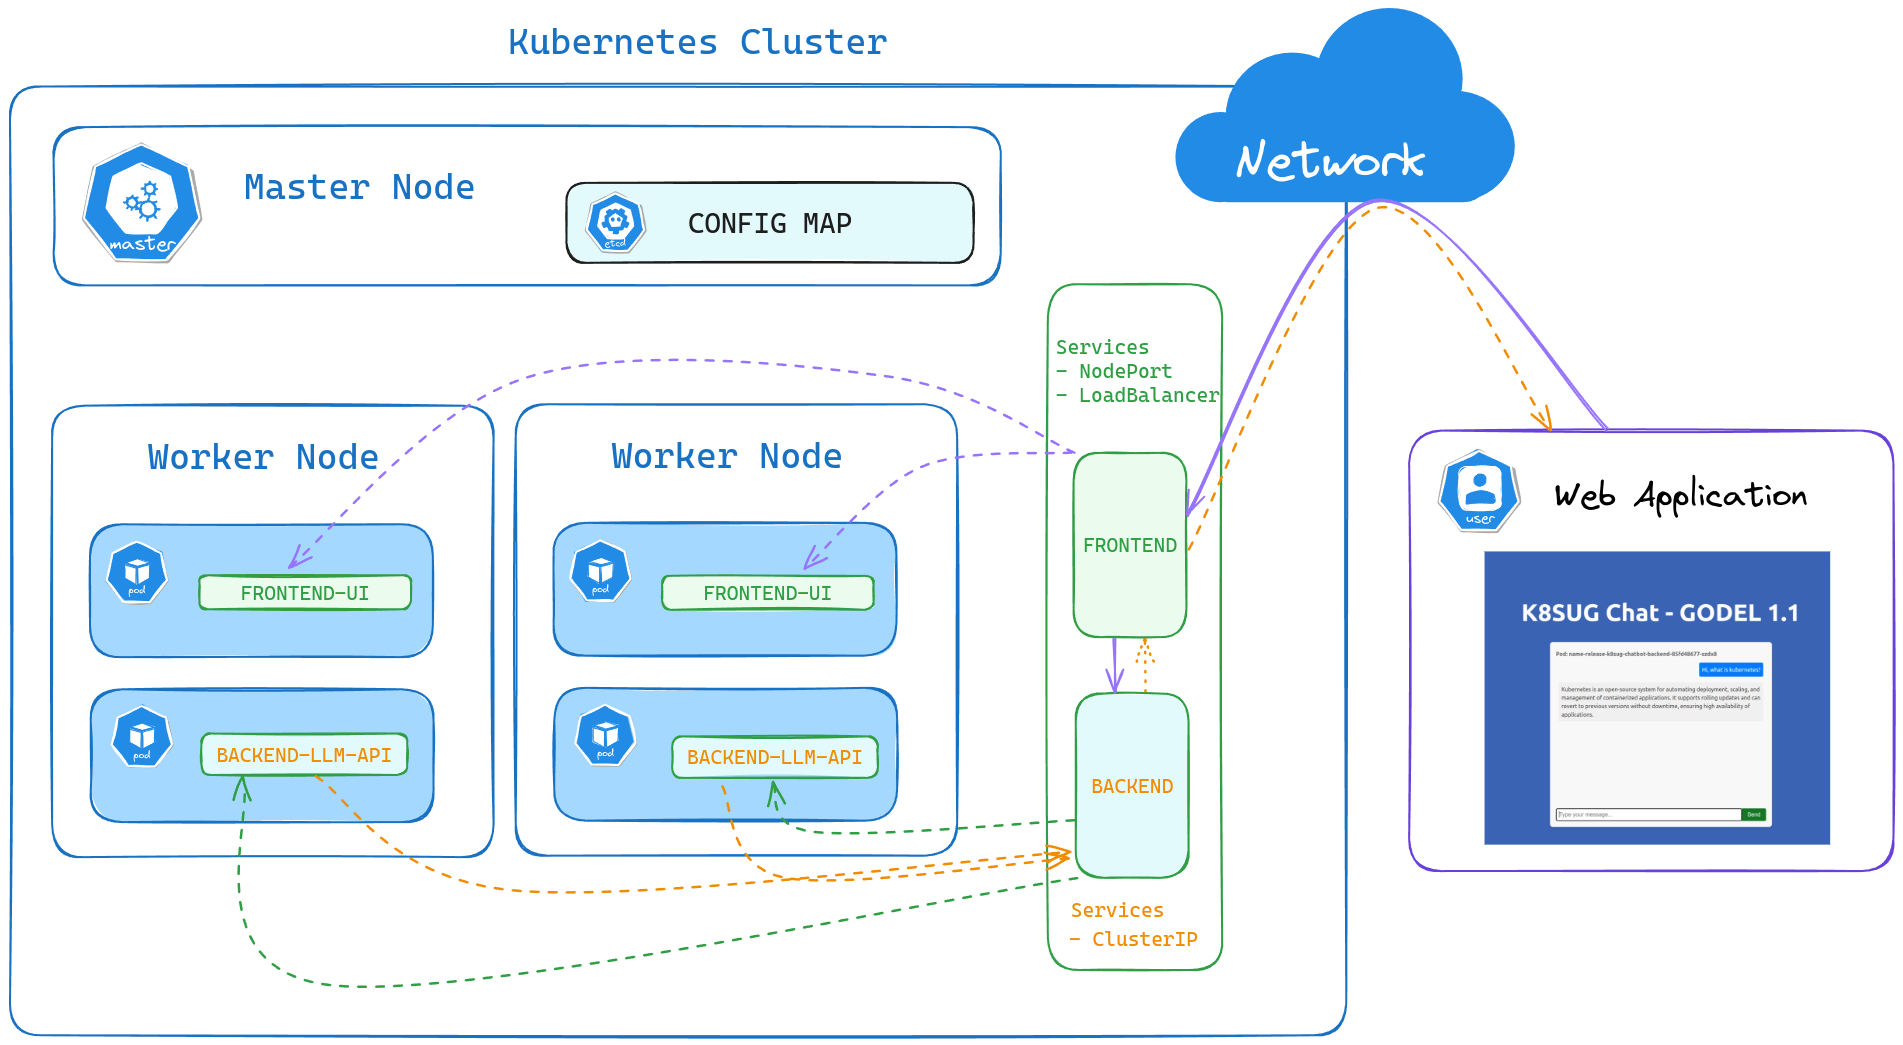 Kubernetes Cluster
Network
master
Master Node
etcd
CONFIG MAP
Services
- NodePort
- LoadBalancer
Worker Node
pod
FRONTEND-UI
pod
BACKEND-LLM-API
Worker Node
pod
FRONTEND-UI
pod
BACKEND-LLM-API
FRONTEND
BACKEND
Services
- ClusterIP
user
Web Application
K8SUG Chat - GODEL 1.1
Pod: name-release-k8sug-chatbot-backend-85fd48677-
Hi, what is kubernetes?
Kubernetes is an open-source system for automating deployment, scaling, and
management of containerized applications. It supports rolling updates and can
revert to previous versions without downtime, ensuring high availability of
applications.
Type your message...
Send